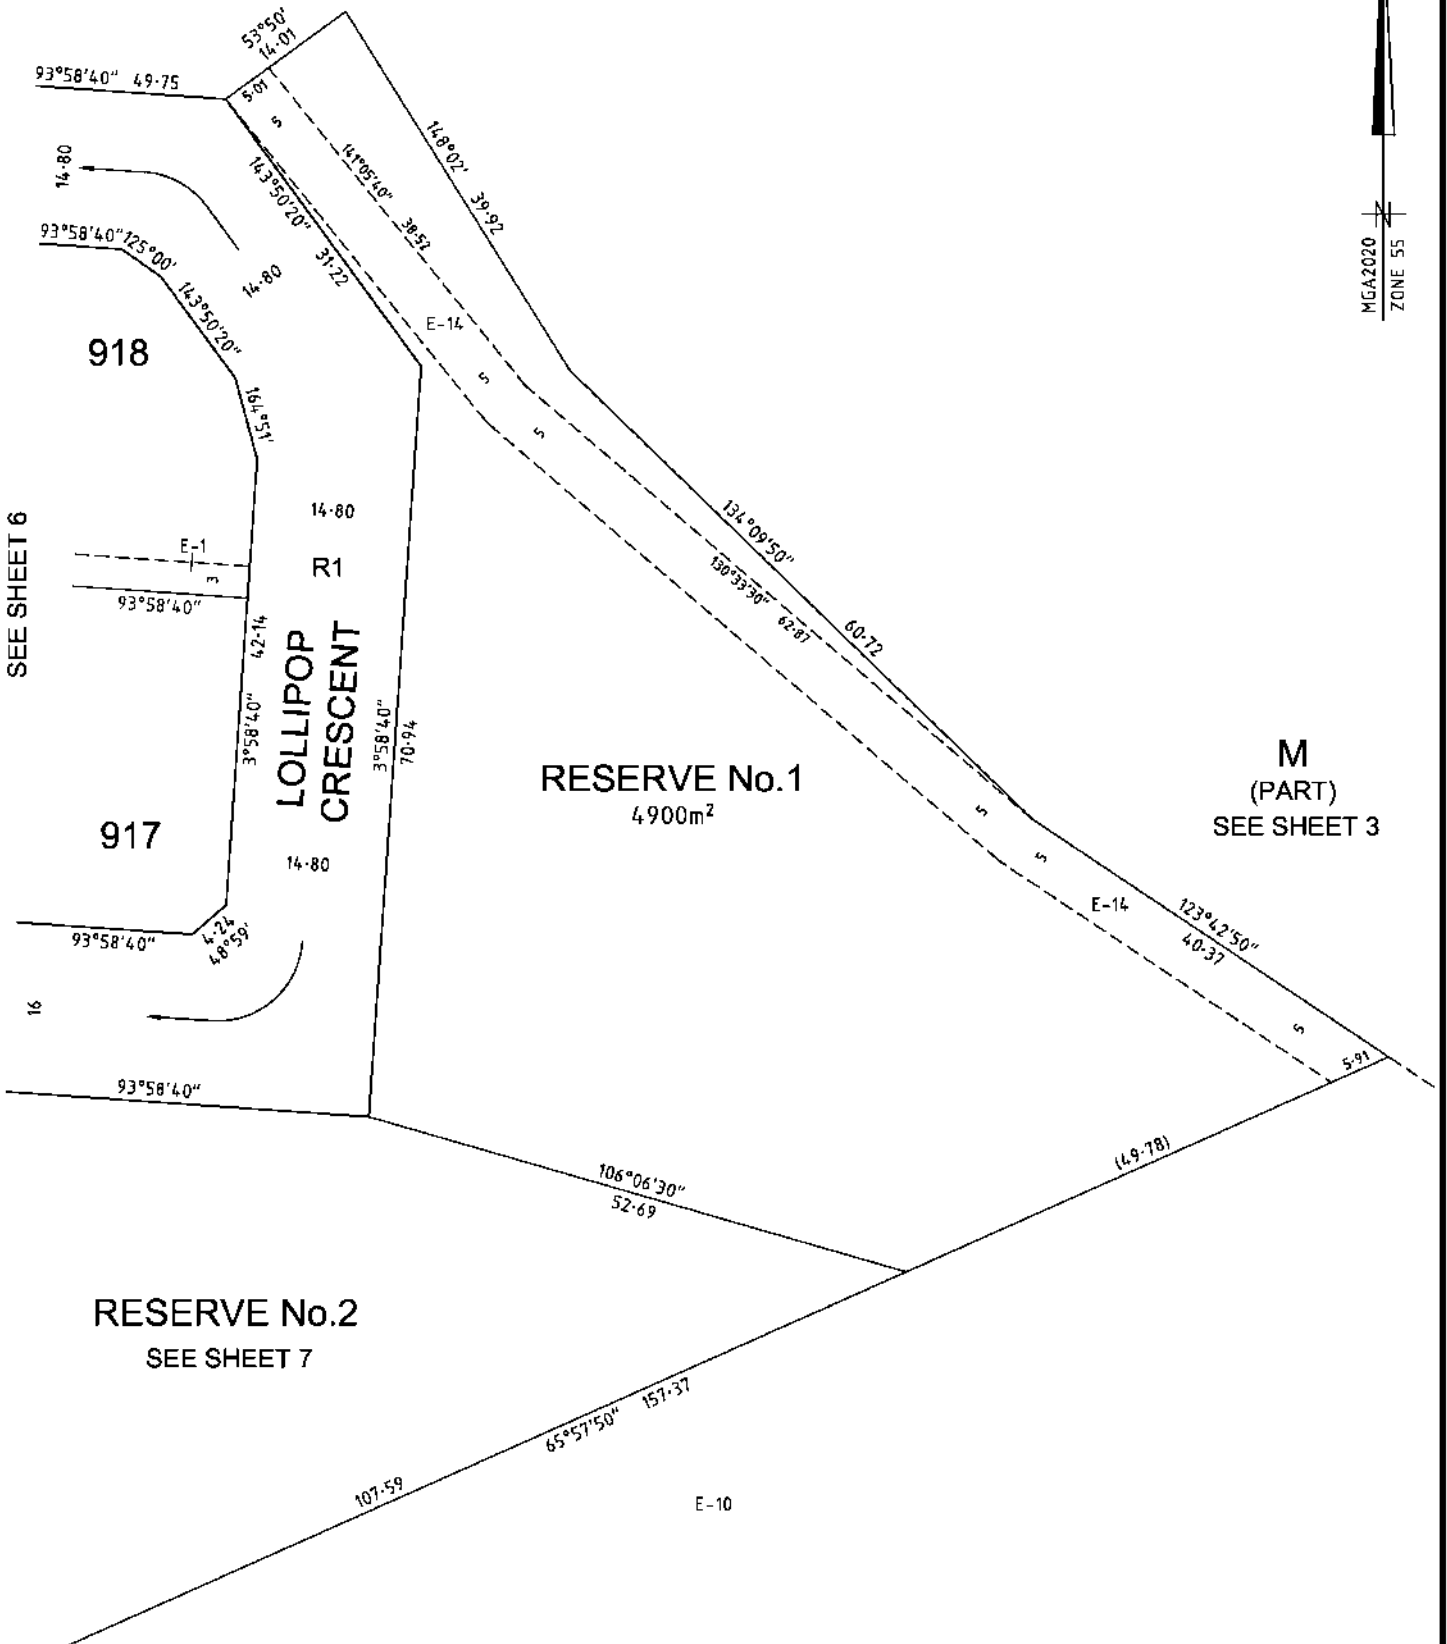 53°50'
14·01
93°58'40" 49·75
5·01
5
148°02' 39·92
141°05'40" 38·52
14·80
143°50'20" 31·22
93°58'40"
125°00'
14·80
143°50'20"
MGA2020
ZONE 55
N
E-14
918
5
164°51'
5
14·80
134°09'50" 60·72
SEE SHEET 6
E-1
3
R1
130°33'30" 62·87
93°58'40"
42·14
3°58'40"
LOLLIPOP
CRESCENT
3°58'40"
70·94
RESERVE No.1
4900m²
M
(PART)
SEE SHEET 3
917
14·80
5
5
E-14
123°42'50"
40·37
93°58'40"
4·24
48°59'
16
5
5·91
93°58'40"
(49·78)
106°06'30"
52·69
RESERVE No.2
SEE SHEET 7
65°57'50" 157·37
107·59
E-10